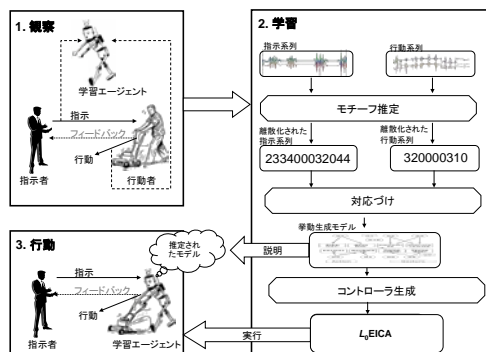 1. 観察
学習エージェント
指示
フィードバック
行動
指示者
行動者
2. 学習
指示系列
行動系列
モチーフ推定
離散化された
指示系列
離散化された
行動系列
233400032044
320000310
対応づけ
挙動生成モデル
コントローラ生成
L₀EICA
説明
実行
3. 行動
推定され
たモデル
指示
フィードバック
行動
指示者
学習エージェント